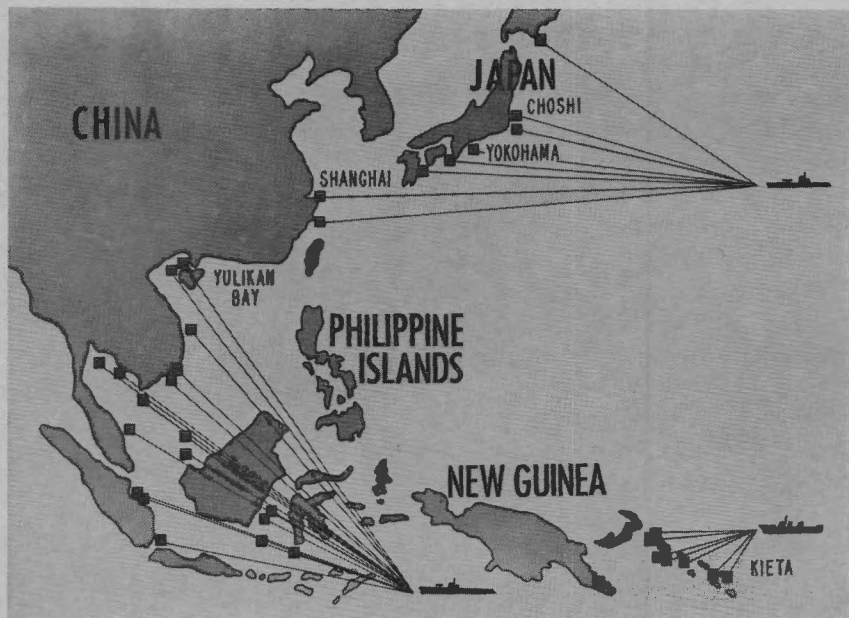 JAPAN
CHINA
CHOSHI
YOKOHAMA
SHANGHAI
YULIKAN
BAY
PHILIPPINE
ISLANDS
NEW GUINEA
KIETA